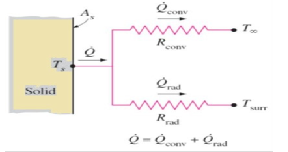 A_s
Q̇_conv
T_∞
R_conv
Q̇
T_s
Solid
Q̇_rad
T_surr
R_rad
Q̇ = Q̇_conv + Q̇_rad